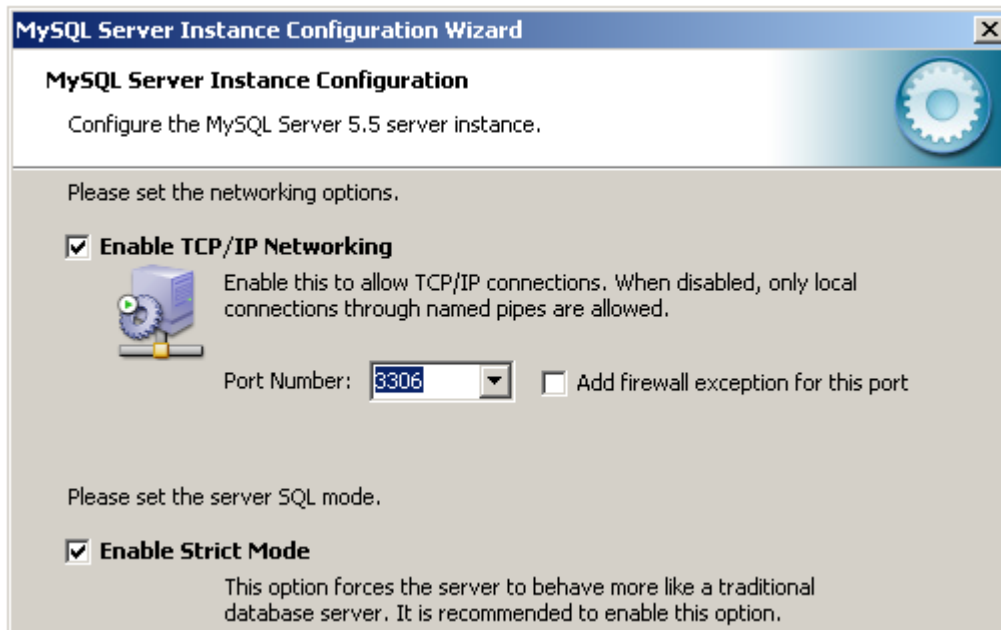 MySQL Server Instance Configuration Wizard
MySQL Server Instance Configuration
Configure the MySQL Server 5.5 server instance.
Please set the networking options.
Enable TCP/IP Networking
Enable this to allow TCP/IP connections. When disabled, only local
connections through named pipes are allowed.
Port Number: 3306 Add firewall exception for this port
Please set the server SQL mode.
Enable Strict Mode
This option forces the server to behave more like a traditional
database server. It is recommended to enable this option.